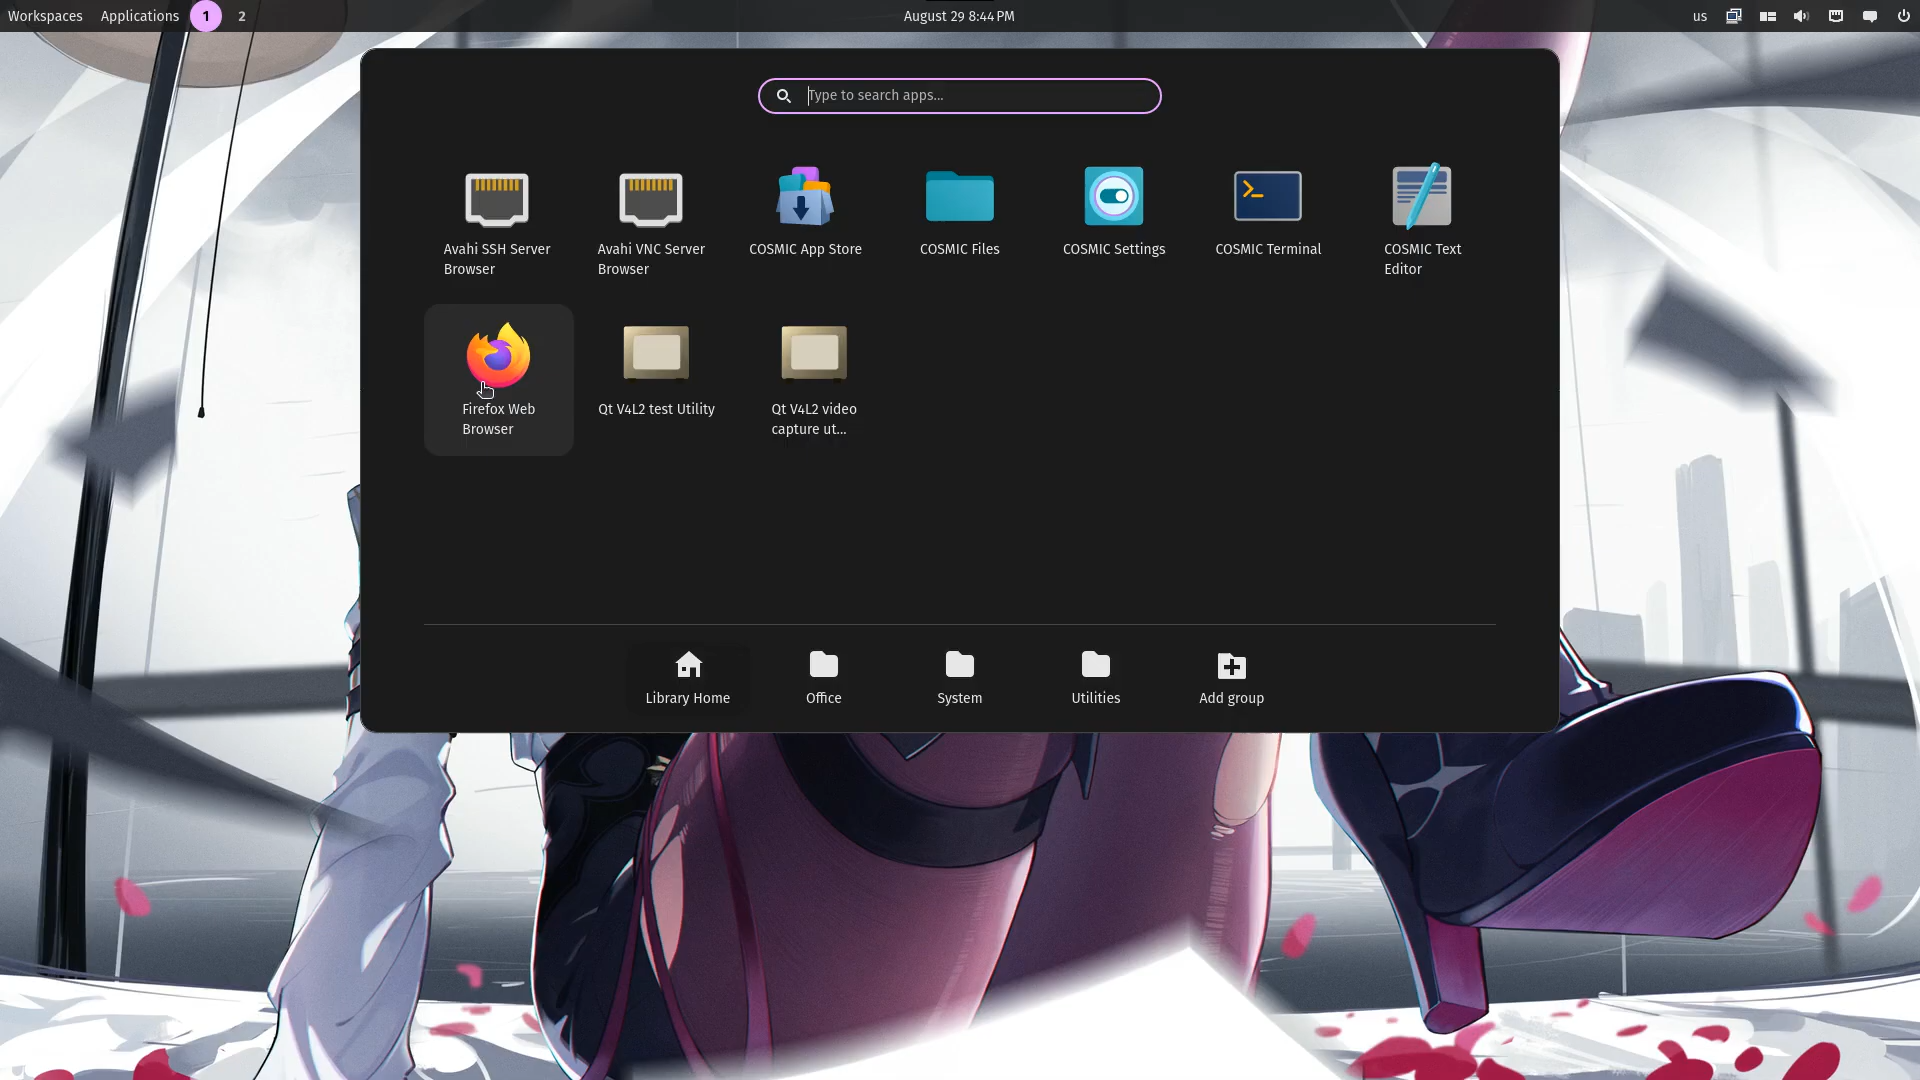 Workspaces Applications 1 2 August 29 8:44 PM us
Type to search apps...
Avahi SSH Server Browser
Avahi VNC Server Browser
COSMIC App Store
COSMIC Files
COSMIC Settings
COSMIC Terminal
COSMIC Text Editor
Firefox Web Browser
Qt V4L2 test Utility
Qt V4L2 video capture ut...
Library Home
Office
System
Utilities
Add group